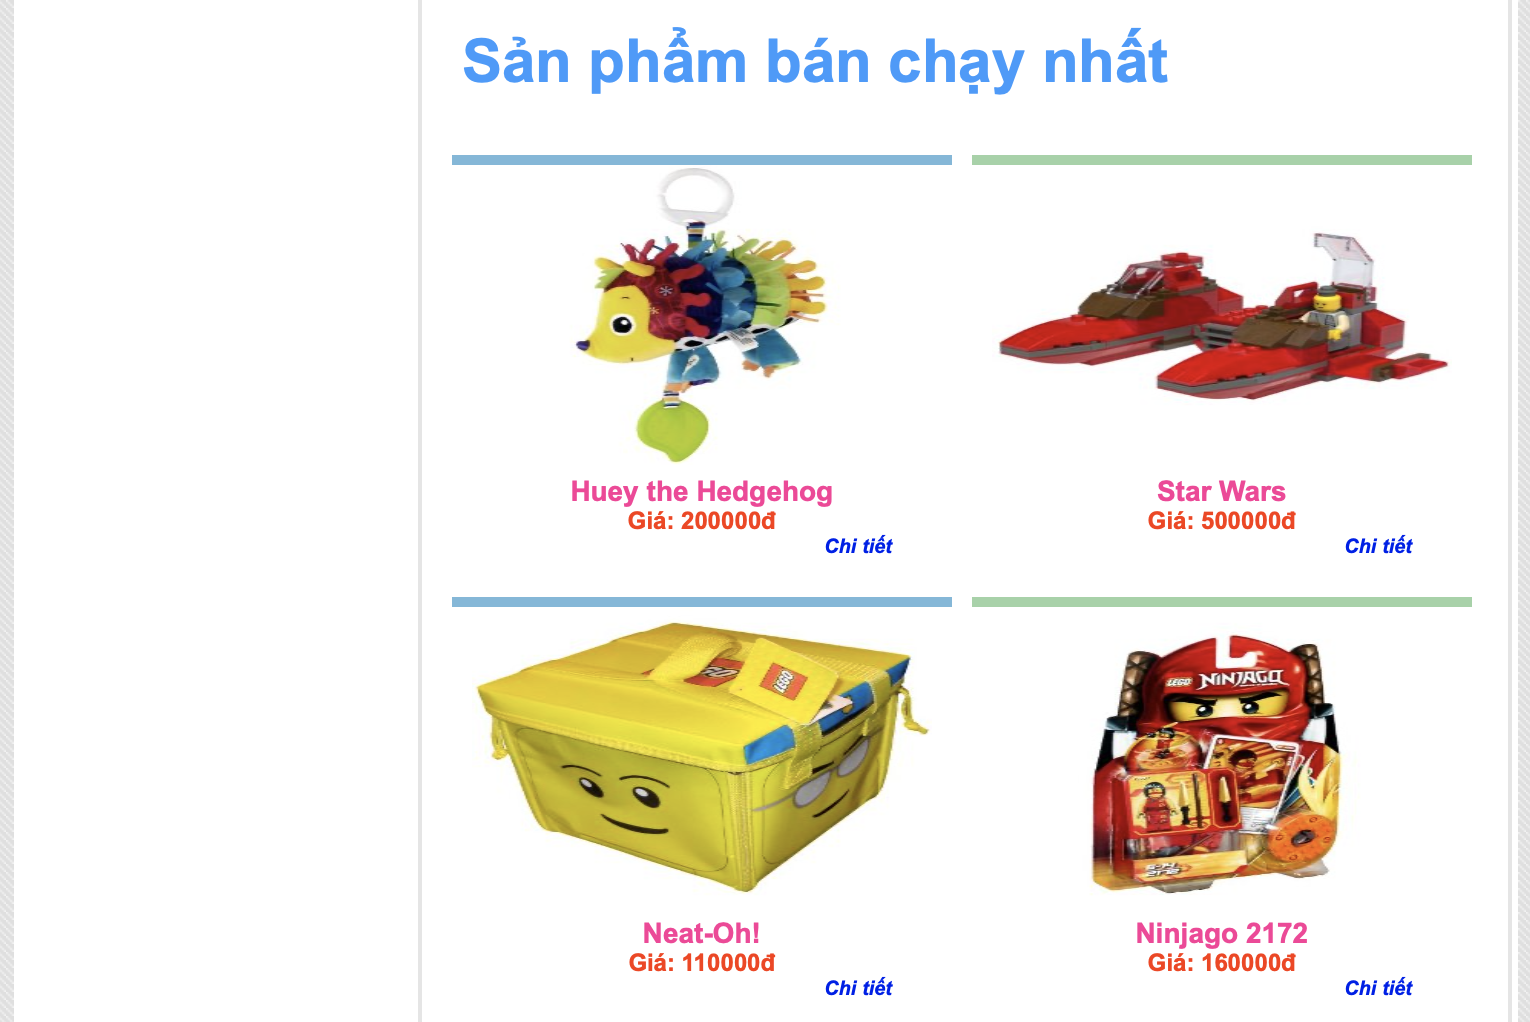 Sản phẩm bán chạy nhất
Huey the Hedgehog
Giá: 200000đ
Chi tiết
Star Wars
Giá: 500000đ
Chi tiết
LEGO
LEGO NINJAGO
2172
Neat-Oh!
Giá: 110000đ
Chi tiết
Ninjago 2172
Giá: 160000đ
Chi tiết